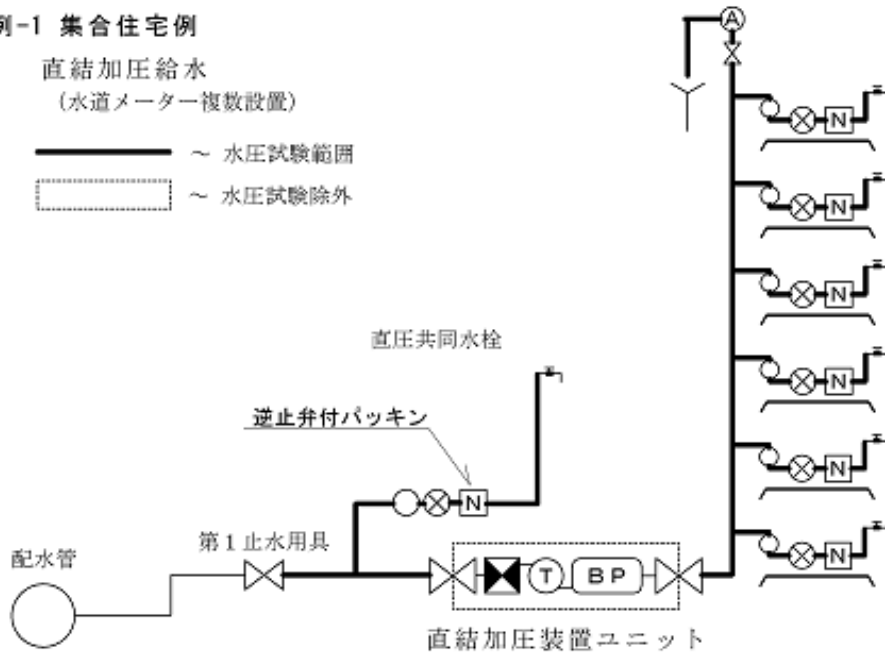 例-1 集合住宅例
直結加圧給水
(水道メーター複数設置)
～ 水圧試験範囲
～ 水圧試験除外
A
N
N
N
N
N
N
直圧共同水栓
逆止弁付パッキン
N
第1止水用具
配水管
T
BP
直結加圧装置ユニット